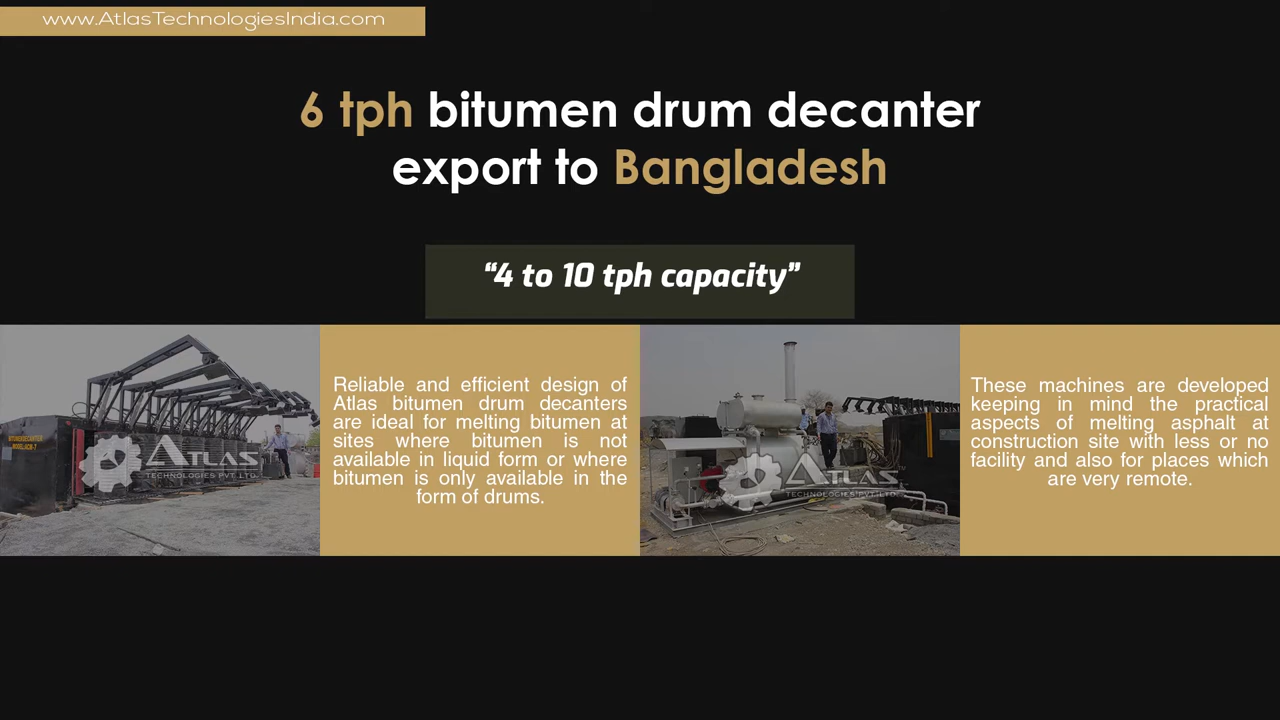 www.AtlasTechnologiesIndia.com
6 tph bitumen drum decanter
export to Bangladesh
“4 to 10 tph capacity”
BITUMEN DECANTER
ATLAS
TECHNOLOGIES PVT. LTD.
Reliable and efficient design of
Atlas bitumen drum decanters
are ideal for melting bitumen at
sites where bitumen is not
available in liquid form or where
bitumen is only available in the
form of drums.
ATLAS
TECHNOLOGIES PVT. LTD.
These machines are developed
keeping in mind the practical
aspects of melting asphalt at
construction site with less or no
facility and also for places which
are very remote.